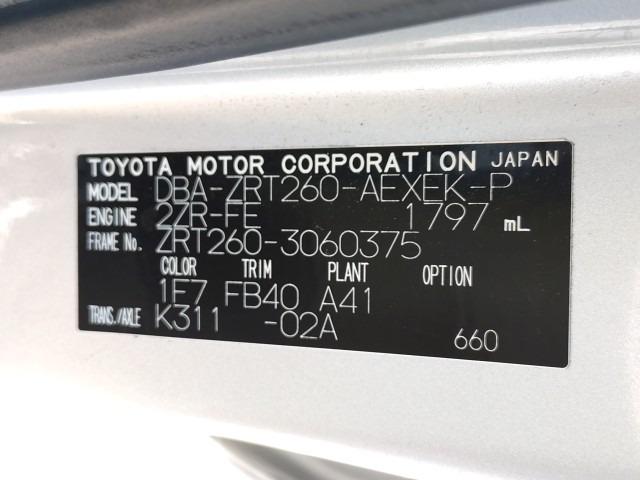 TOYOTA MOTOR CORPORATION JAPAN
MODEL DBA-ZRT260-AEXEK-P
ENGINE 2ZR-FE 1797 mL
FRAME No. ZRT260-3060375
COLOR TRIM PLANT OPTION
1F7 FB40 A41
TRANS./AXLE K311 -02A
660